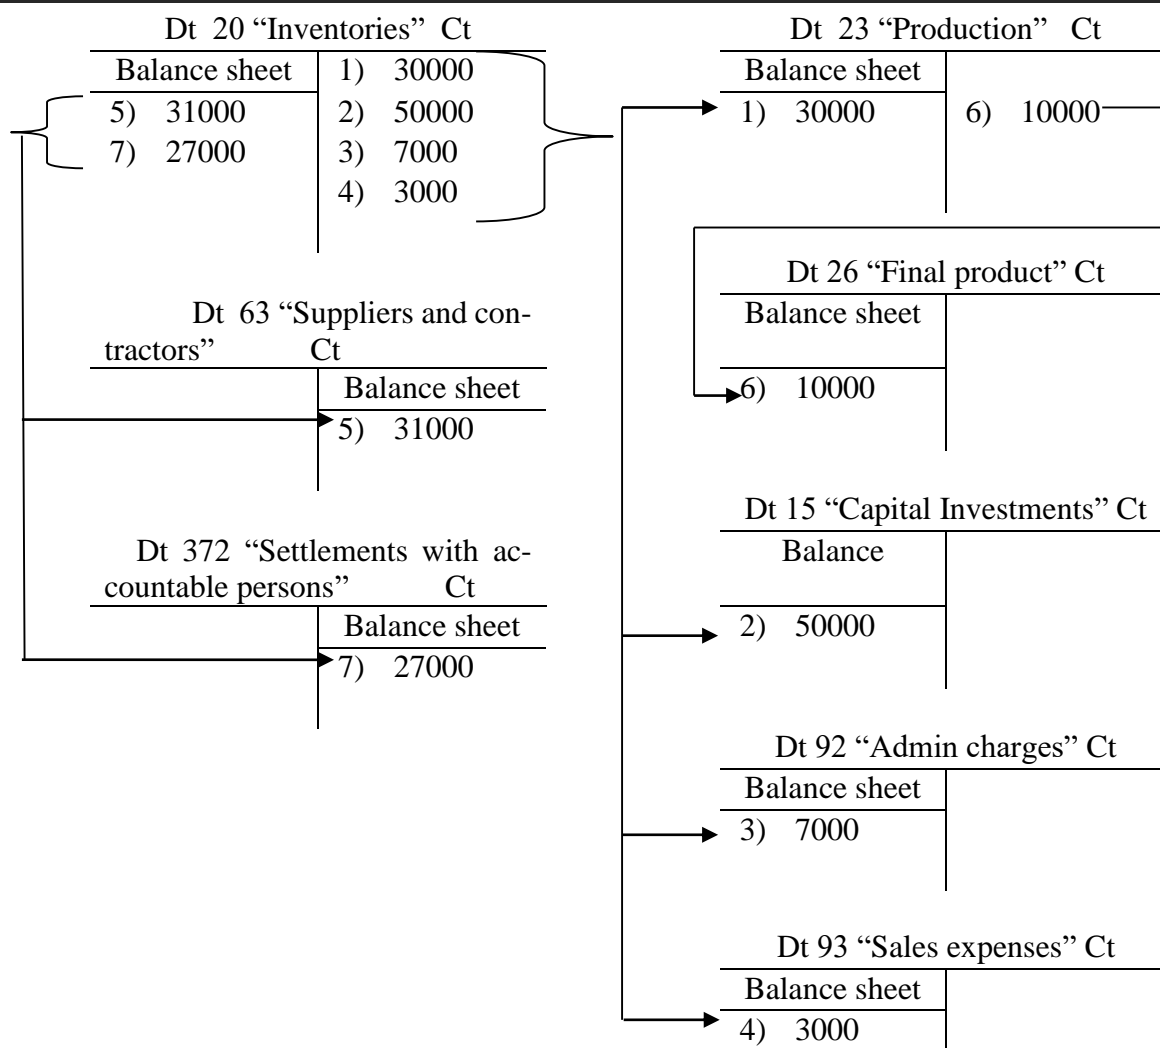 Dt 20 “Inventories” Ct
Balance sheet
5) 31000
7) 27000
1) 30000
2) 50000
3) 7000
4) 3000
Dt 63 “Suppliers and con-
tractors” Ct
Balance sheet
5) 31000
Dt 372 “Settlements with ac-
countable persons” Ct
Balance sheet
7) 27000
Dt 23 “Production” Ct
Balance sheet
1) 30000
6) 10000
Dt 26 “Final product” Ct
Balance sheet
6) 10000
Dt 15 “Capital Investments” Ct
Balance
2) 50000
Dt 92 “Admin charges” Ct
Balance sheet
3) 7000
Dt 93 “Sales expenses” Ct
Balance sheet
4) 3000